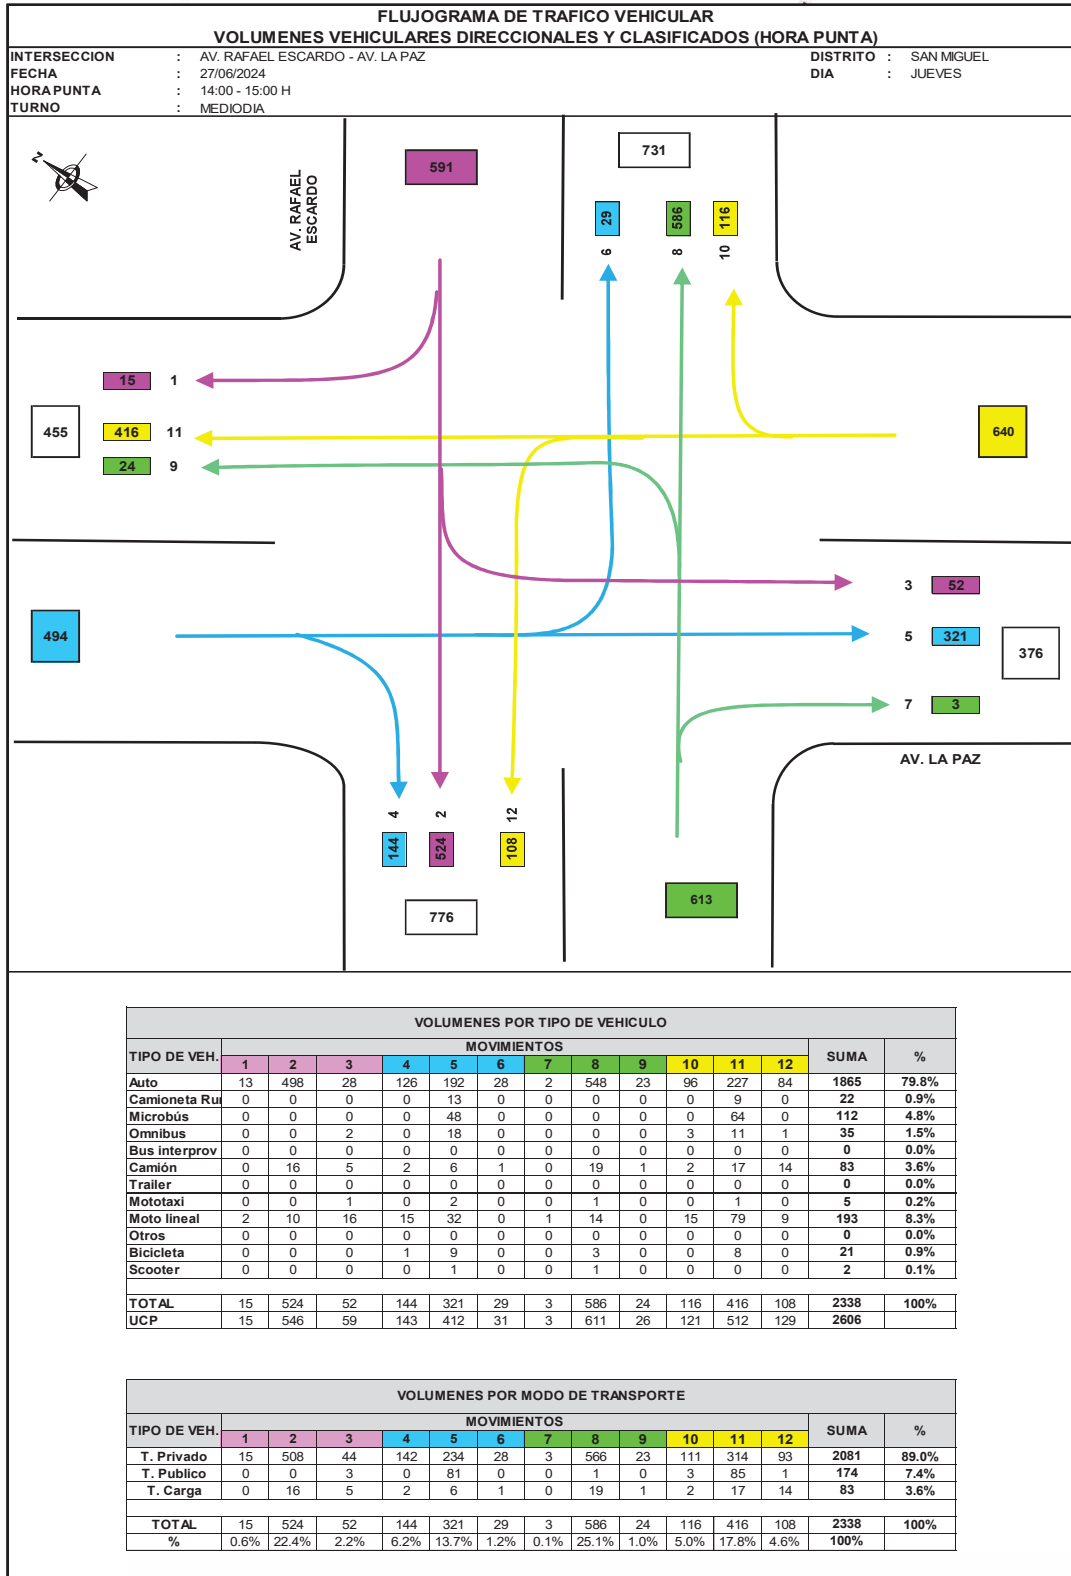 FLUJOGRAMA DE TRAFICO VEHICULAR
VOLUMENES VEHICULARES DIRECCIONALES Y CLASIFICADOS (HORA PUNTA)
INTERSECCION : AV. RAFAEL ESCARDO - AV. LA PAZ DISTRITO : SAN MIGUEL
FECHA : 27/06/2024 DIA : JUEVES
HORA PUNTA : 14:00 - 15:00 H
TURNO : MEDIODIA
N
AV. RAFAEL
ESCARDO
591
731
29 586 116
6 8 10
15 1
455 416 11
24 9
640
494
3 52
5 321
376
7 3
AV. LA PAZ
4 2 12
144 524 108
776
613
VOLUMENES POR TIPO DE VEHICULO
TIPO DE VEH. MOVIMIENTOS SUMA %
1 2 3 4 5 6 7 8 9 10 11 12
Auto 13 498 28 126 192 28 2 548 23 96 227 84 1865 79.8%
Camioneta Rur 0 0 0 0 13 0 0 0 0 0 9 0 22 0.9%
Microbús 0 0 0 0 48 0 0 0 0 0 64 0 112 4.8%
Omnibus 0 0 2 0 18 0 0 0 0 3 11 1 35 1.5%
Bus interprov 0 0 0 0 0 0 0 0 0 0 0 0 0 0.0%
Camión 0 16 5 2 6 1 0 19 1 2 17 14 83 3.6%
Trailer 0 0 0 0 0 0 0 0 0 0 0 0 0 0.0%
Mototaxi 0 0 1 0 2 0 0 1 0 0 1 0 5 0.2%
Moto lineal 2 10 16 15 32 0 1 14 0 15 79 9 193 8.3%
Otros 0 0 0 0 0 0 0 0 0 0 0 0 0 0.0%
Bicicleta 0 0 0 1 9 0 0 3 0 0 8 0 21 0.9%
Scooter 0 0 0 0 1 0 0 1 0 0 0 0 2 0.1%
TOTAL 15 524 52 144 321 29 3 586 24 116 416 108 2338 100%
UCP 15 546 59 143 412 31 3 611 26 121 512 129 2606
VOLUMENES POR MODO DE TRANSPORTE
TIPO DE VEH. MOVIMIENTOS SUMA %
1 2 3 4 5 6 7 8 9 10 11 12
T. Privado 15 508 44 142 234 28 3 566 23 111 314 93 2081 89.0%
T. Publico 0 0 3 0 81 0 0 1 0 3 85 1 174 7.4%
T. Carga 0 16 5 2 6 1 0 19 1 2 17 14 83 3.6%
TOTAL 15 524 52 144 321 29 3 586 24 116 416 108 2338 100%
% 0.6% 22.4% 2.2% 6.2% 13.7% 1.2% 0.1% 25.1% 1.0% 5.0% 17.8% 4.6% 100%